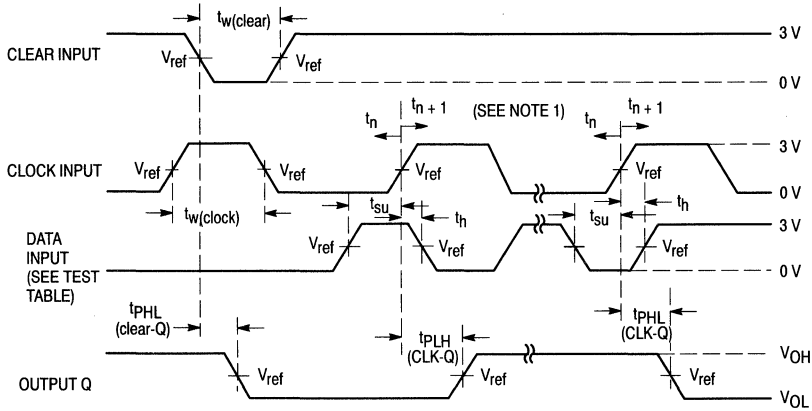 tw(clear)
3 V
CLEAR INPUT
Vref
Vref
0 V
tn
tn + 1
(SEE NOTE 1)
tn
tn + 1
3 V
CLOCK INPUT
Vref
Vref
Vref
Vref
0 V
tw(clock)
tsu
th
tsu
th
3 V
DATA
INPUT
(SEE TEST
TABLE)
Vref
Vref
Vref
Vref
0 V
tPHL
(clear-Q)
tPLH
(CLK-Q)
tPHL
(CLK-Q)
VOH
OUTPUT Q
Vref
Vref
Vref
VOL